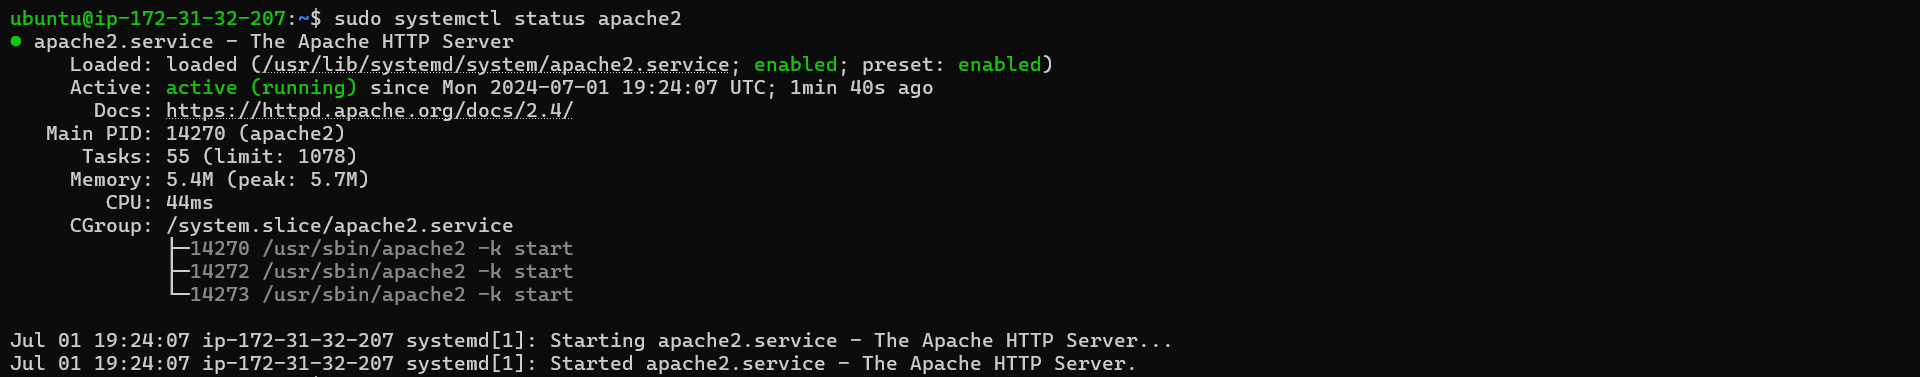 ubuntu@ip-172-31-32-207:~$ sudo systemctl status apache2
● apache2.service - The Apache HTTP Server
     Loaded: loaded (/usr/lib/systemd/system/apache2.service; enabled; preset: enabled)
     Active: active (running) since Mon 2024-07-01 19:24:07 UTC; 1min 40s ago
       Docs: https://httpd.apache.org/docs/2.4/
   Main PID: 14270 (apache2)
      Tasks: 55 (limit: 1078)
     Memory: 5.4M (peak: 5.7M)
        CPU: 44ms
     CGroup: /system.slice/apache2.service
             ├─14270 /usr/sbin/apache2 -k start
             ├─14272 /usr/sbin/apache2 -k start
             └─14273 /usr/sbin/apache2 -k start
Jul 01 19:24:07 ip-172-31-32-207 systemd[1]: Starting apache2.service - The Apache HTTP Server...
Jul 01 19:24:07 ip-172-31-32-207 systemd[1]: Started apache2.service - The Apache HTTP Server.